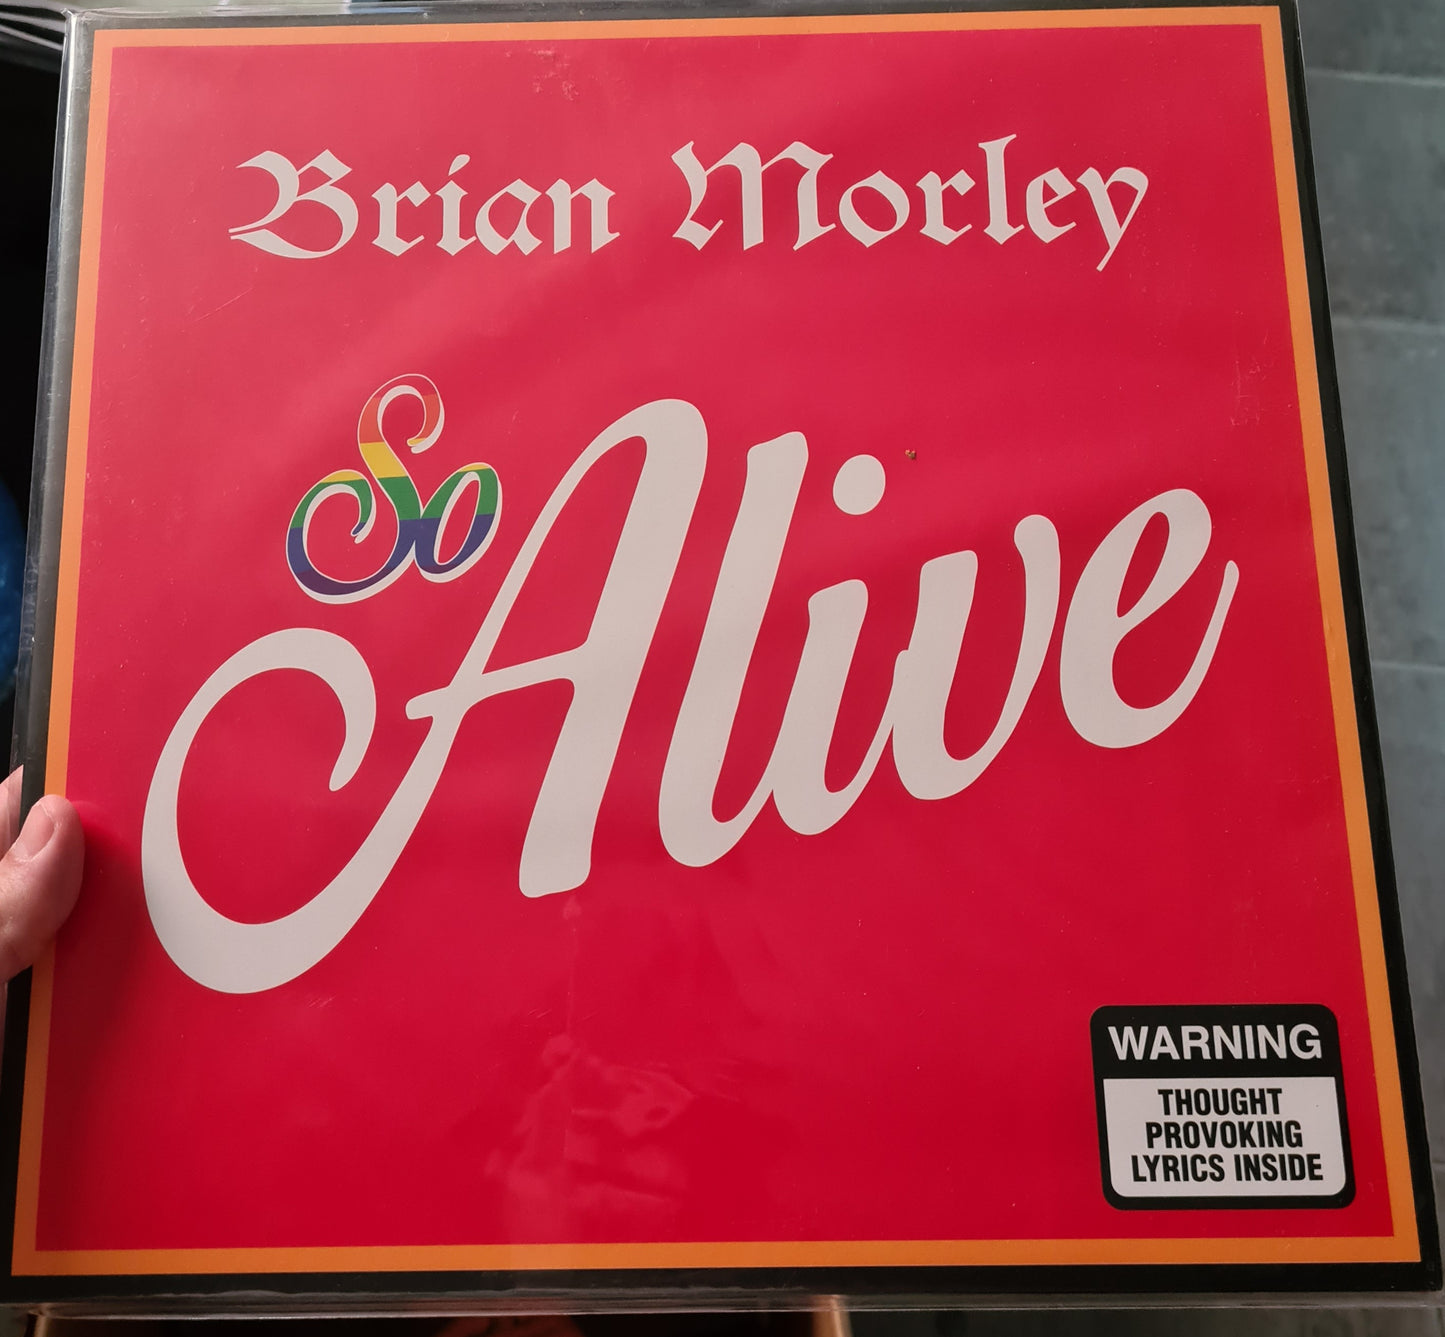 Brian Morley
So
Alive
WARNING
THOUGHT
PROVOKING
LYRICS INSIDE